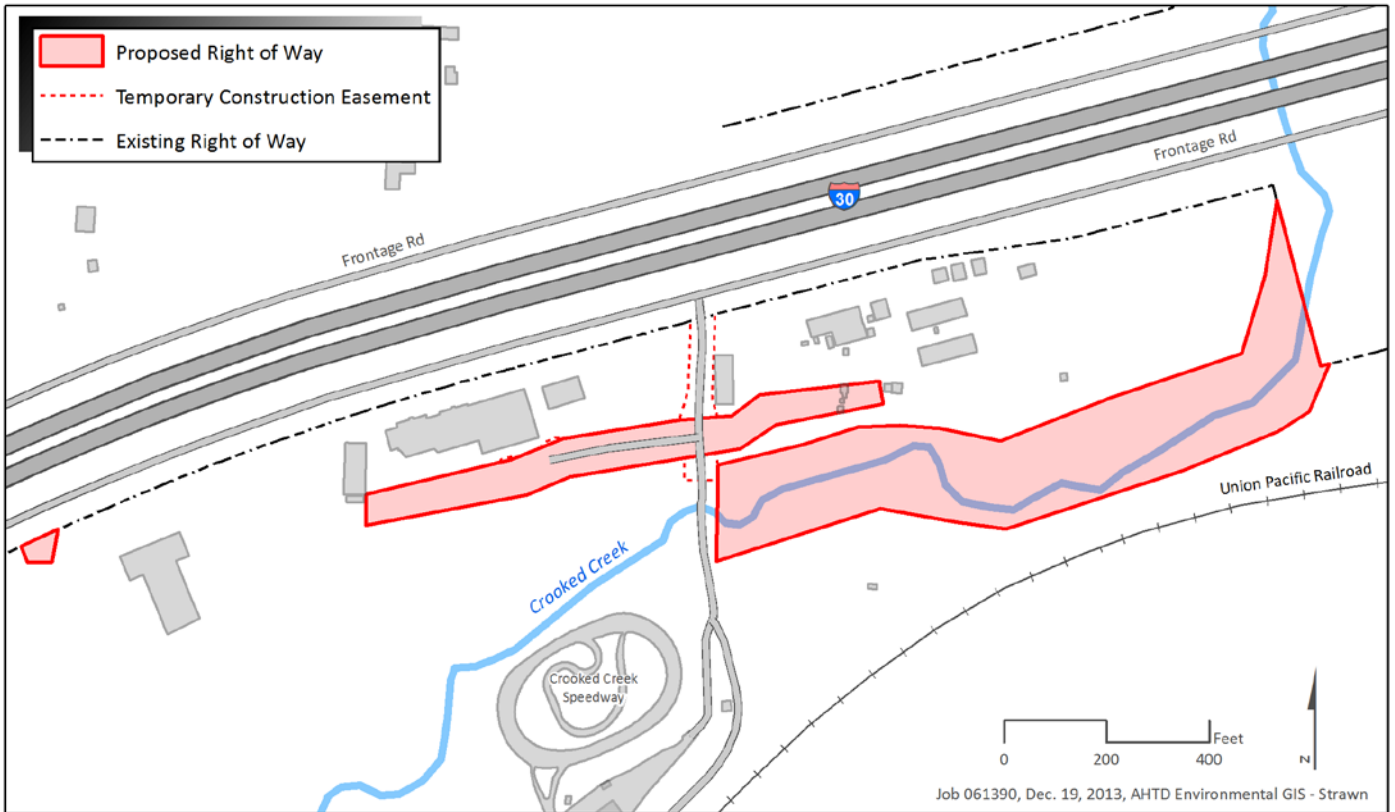 Proposed Right of Way
Temporary Construction Easement
Existing Right of Way
Frontage Rd
30
Frontage Rd
Union Pacific Railroad
Crooked Creek
Crooked Creek
Speedway
Feet
0 200 400
N
Job 061390, Dec. 19, 2013, AHTD Environmental GIS - Strawn